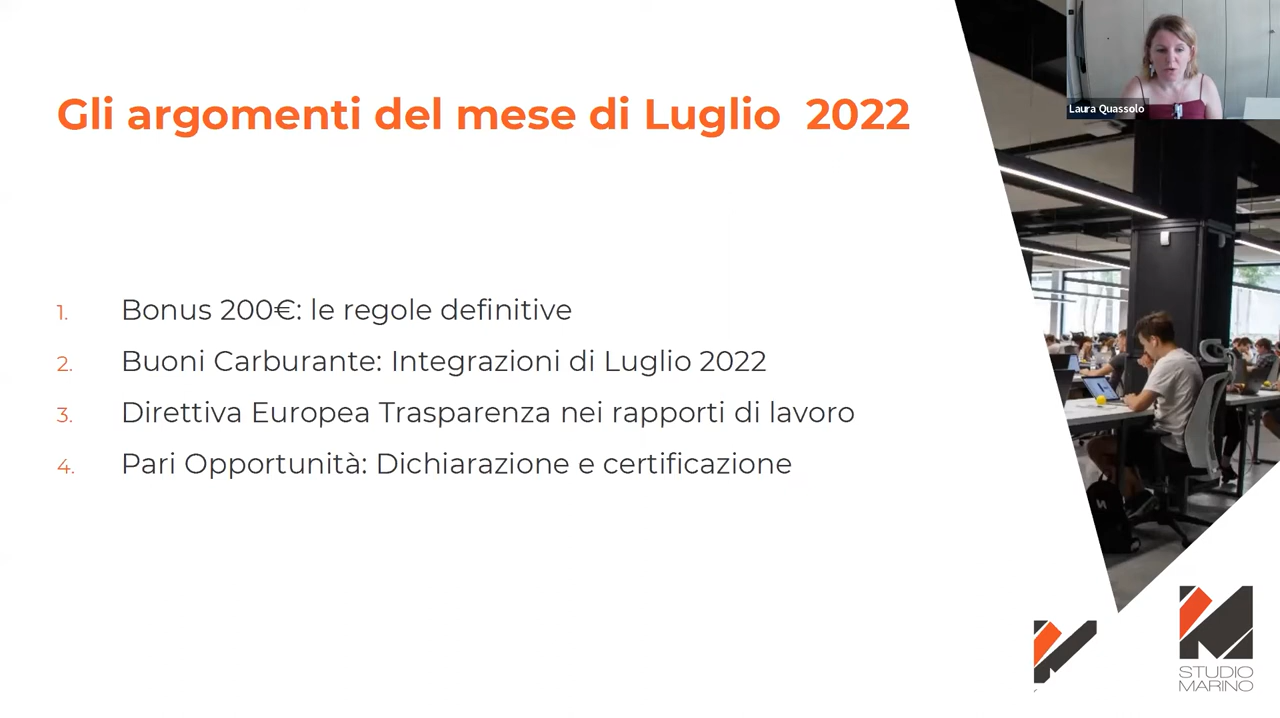 Gli argomenti del mese di Luglio 2022
Laura Quassolo
1. Bonus 200€: le regole definitive
2. Buoni Carburante: Integrazioni di Luglio 2022
3. Direttiva Europea Trasparenza nei rapporti di lavoro
4. Pari Opportunità: Dichiarazione e certificazione
STUDIO
MARINO